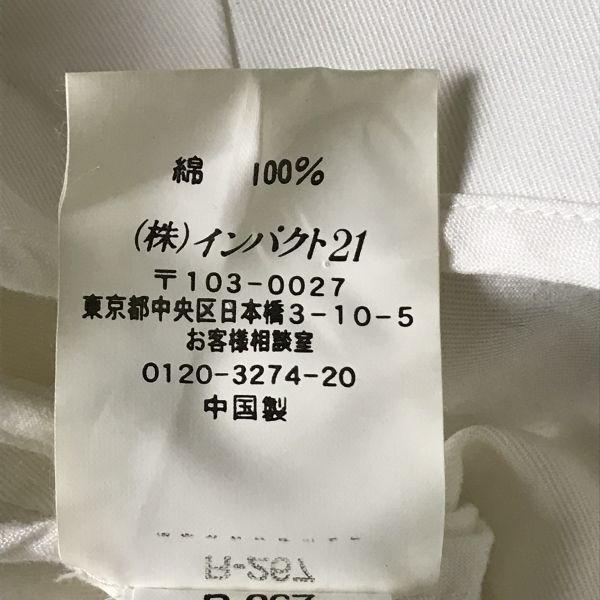 綿 100%
(株)インパクト21
〒103-0027
東京都中央区日本橋3-10-5
お客様相談室
0120-3274-20
中国製
R-267